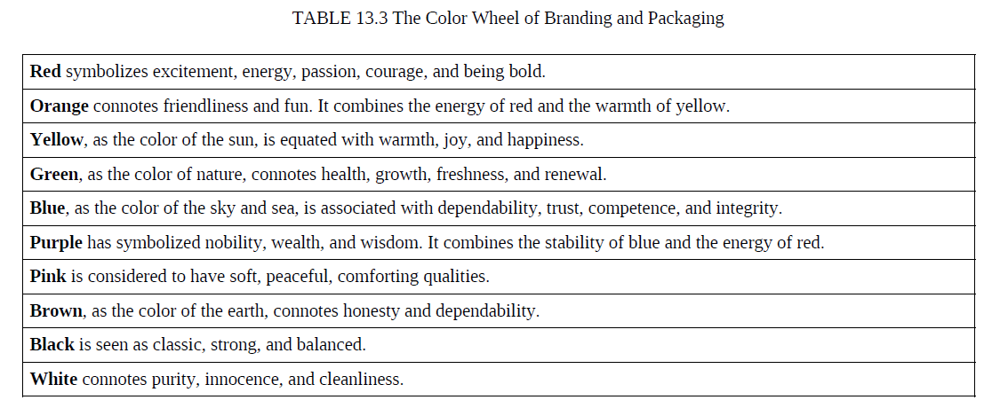 TABLE 13.3 The Color Wheel of Branding and Packaging
Red symbolizes excitement, energy, passion, courage, and being bold.
Orange connotes friendliness and fun. It combines the energy of red and the warmth of yellow.
Yellow, as the color of the sun, is equated with warmth, joy, and happiness.
Green, as the color of nature, connotes health, growth, freshness, and renewal.
Blue, as the color of the sky and sea, is associated with dependability, trust, competence, and integrity.
Purple has symbolized nobility, wealth, and wisdom. It combines the stability of blue and the energy of red.
Pink is considered to have soft, peaceful, comforting qualities.
Brown, as the color of the earth, connotes honesty and dependability.
Black is seen as classic, strong, and balanced.
White connotes purity, innocence, and cleanliness.